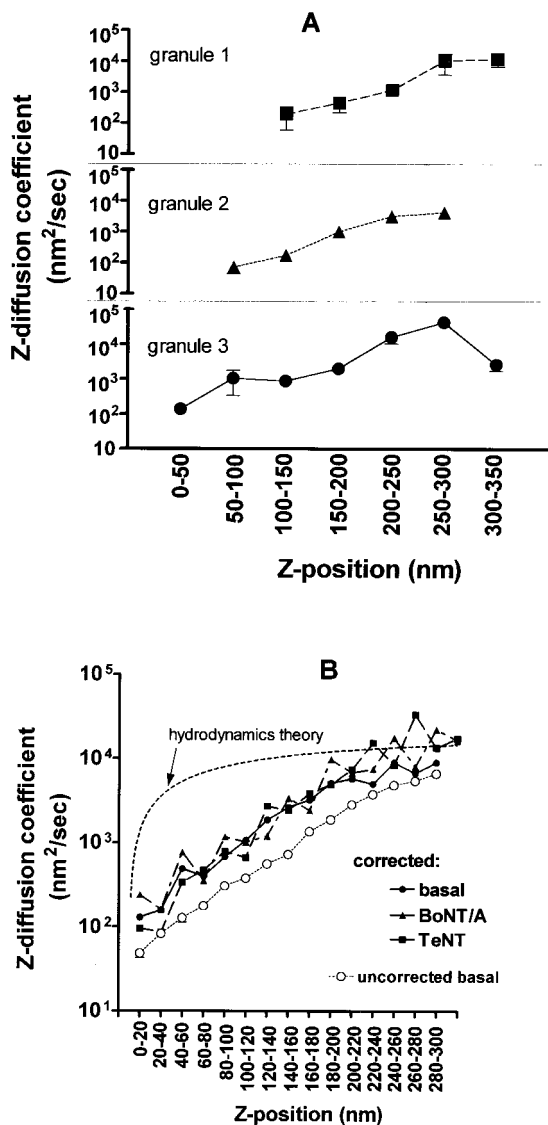 A
granule 1
10⁵
10⁴
10³
10²
10
granule 2
10⁵
10⁴
10³
10²
10
granule 3
10⁵
10⁴
10³
10²
10
Z-diffusion coefficient
(nm²/sec)
0-50
50-100
100-150
150-200
200-250
250-300
300-350
Z-position (nm)
B
10⁵
10⁴
10³
10²
10¹
hydrodynamics theory
corrected:
basal
BoNT/A
TeNT
uncorrected basal
Z-diffusion coefficient
(nm²/sec)
0-20
20-40
40-60
60-80
80-100
100-120
120-140
140-160
160-180
180-200
200-220
220-240
240-260
260-280
280-300
Z-position (nm)